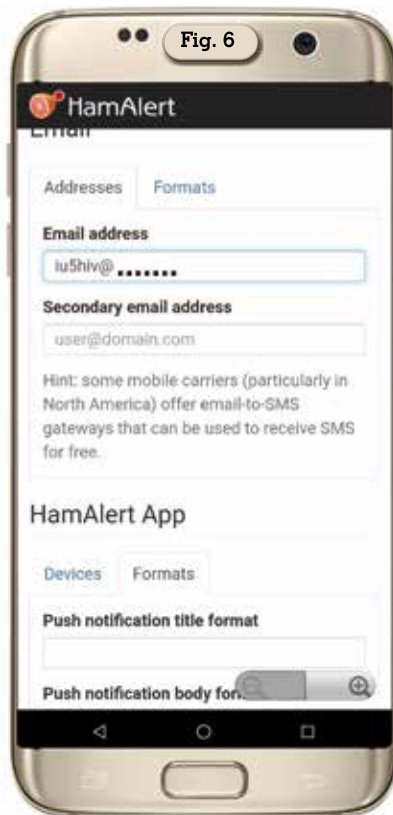 Fig. 6
HamAlert
Email
Addresses Formats
Email address
iu5hiv@.......
Secondary email address
user@domain.com
Hint: some mobile carriers (particularly in
North America) offer email-to-SMS
gateways that can be used to receive SMS
for free.
HamAlert App
Devices Formats
Push notification title format
Push notification body for